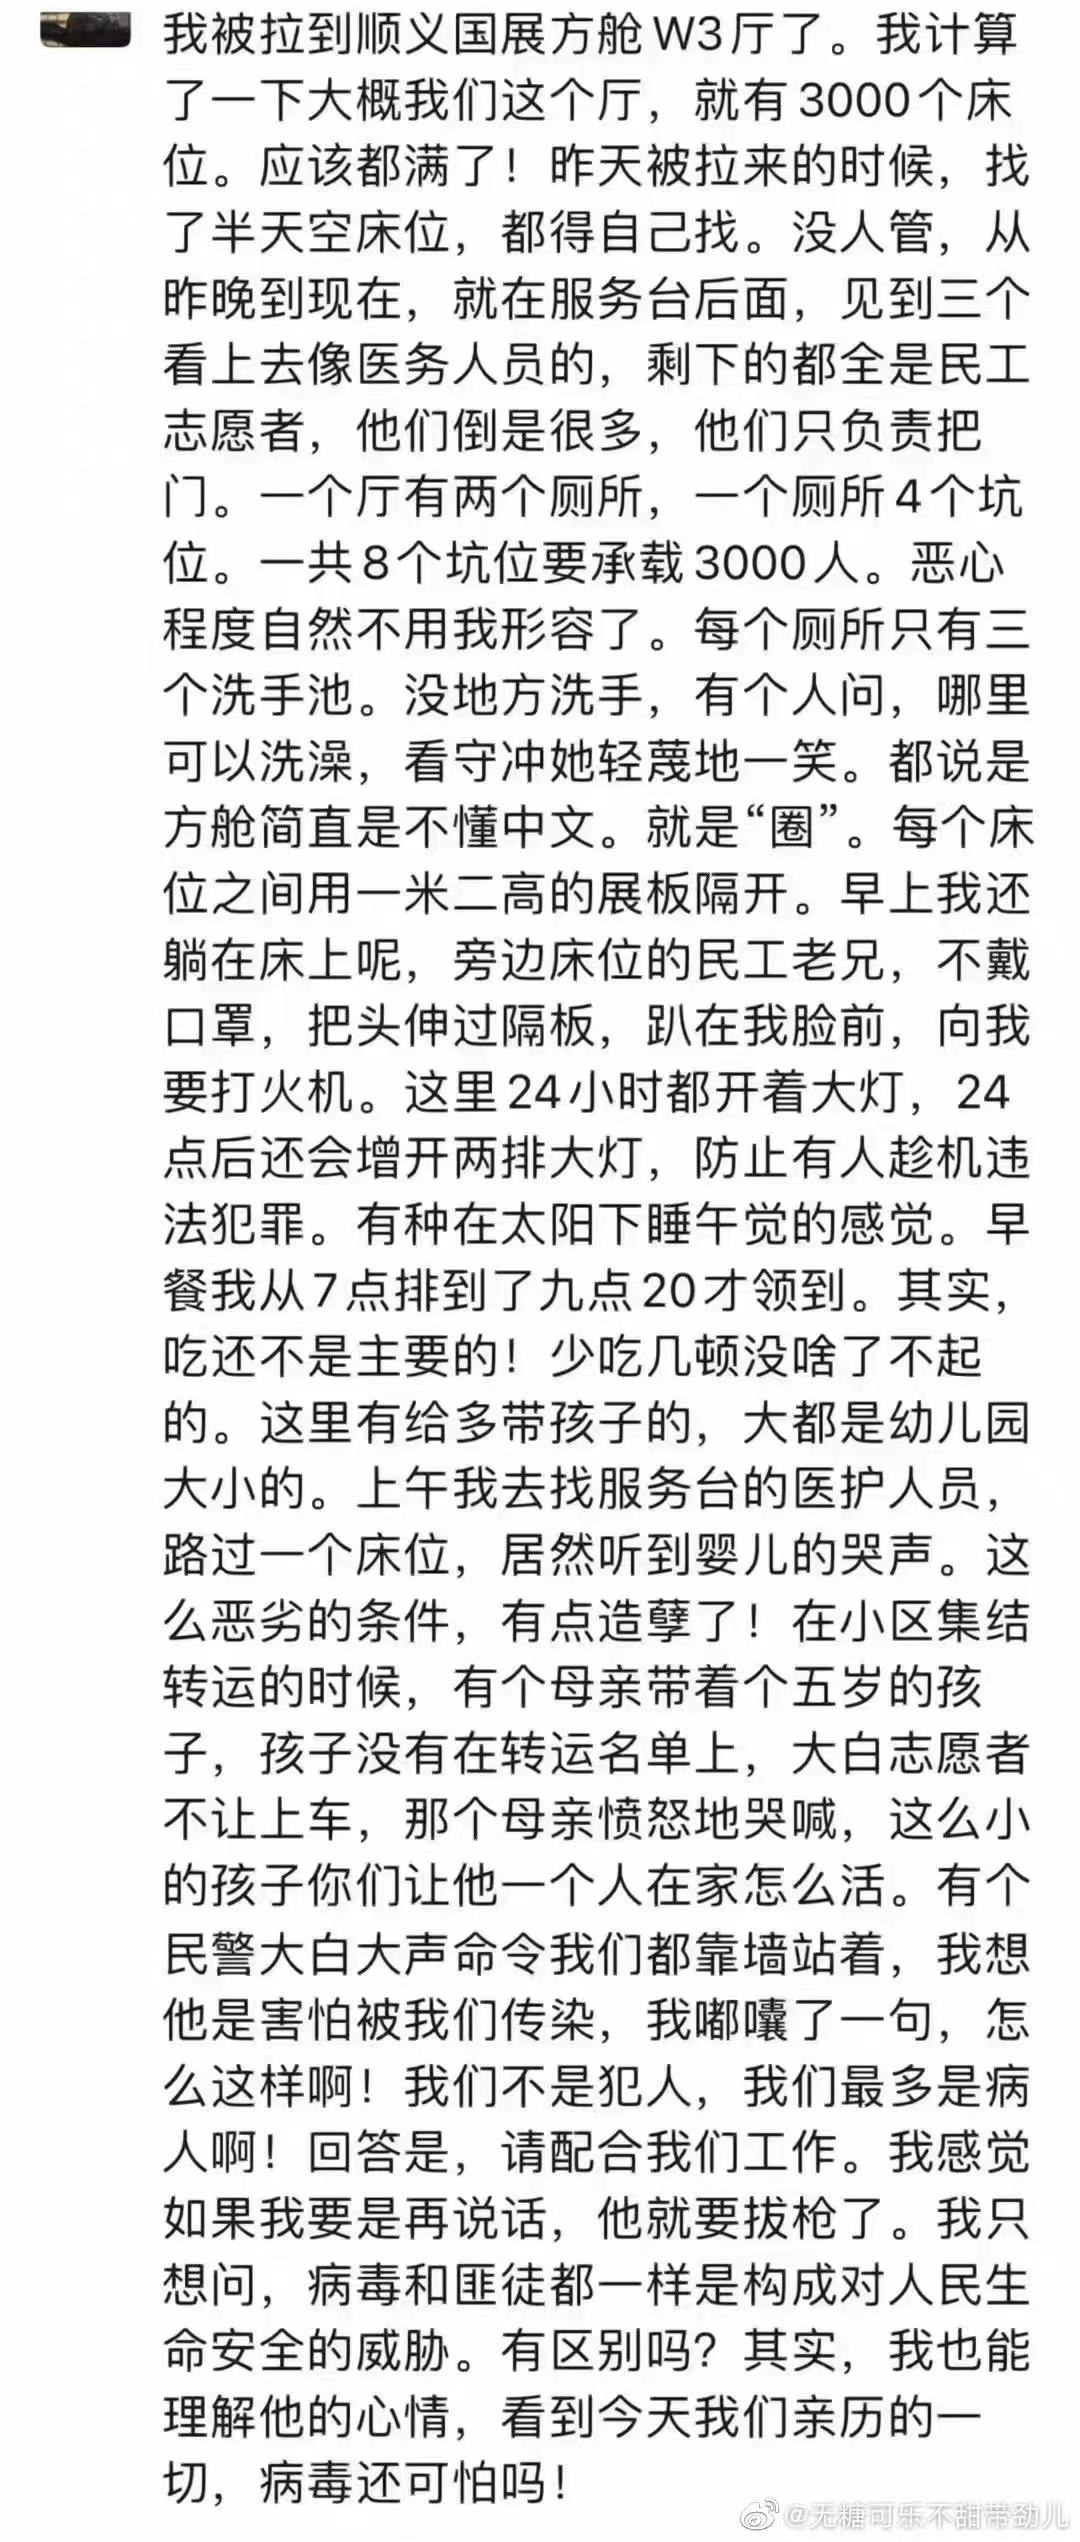 我被拉到顺义国展方舱W3厅了。我计算
了一下大概我们这个厅，就有3000个床
位。应该都满了！昨天被拉来的时候，找
了半天空床位，都得自己找。没人管，从
昨晚到现在，就在服务台后面，见到三个
看上去像医务人员的，剩下的都全是民工
志愿者，他们倒是很多，他们只负责把
门。一个厅有两个厕所，一个厕所4个坑
位。一共8个坑位要承载3000人。恶心
程度自然不用我形容了。每个厕所只有三
个洗手池。没地方洗手，有个人问，哪里
可以洗澡，看守冲她轻蔑地一笑。都说是
方舱简直是不懂中文。就是“圈”。每个床
位之间用一米二高的展板隔开。早上我还
躺在床上呢，旁边床位的民工老兄，不戴
口罩，把头伸过隔板，趴在我脸前，向我
要打火机。这里24小时都开着大灯，24
点后还会增开两排大灯，防止有人趁机违
法犯罪。有种在太阳下睡午觉的感觉。早
餐我从7点排到了九点20才领到。其实，
吃还不是主要的！少吃几顿没啥了不起
的。这里有给多带孩子的，大都是幼儿园
大小的。上午我去找服务台的医护人员，
路过一个床位，居然听到婴儿的哭声。这
么恶劣的条件，有点造孽了！在小区集结
转运的时候，有个母亲带着个五岁的孩
子，孩子没有在转运名单上，大白志愿者
不让上车，那个母亲愤怒地哭喊，这么小
的孩子你们让他一个人在家怎么活。有个
民警大白大声命令我们都靠墙站着，我想
他是害怕被我们传染，我嘟囔了一句，怎
么这样啊！我们不是犯人，我们最多是病
人啊！回答是，请配合我们工作。我感觉
如果我要是再说话，他就要拔枪了。我只
想问，病毒和匪徒都一样是构成对人民生
命安全的威胁。有区别吗？其实，我也能
理解他的心情，看到今天我们亲历的一
切，病毒还可怕吗！
@无糖可乐不甜带劲儿